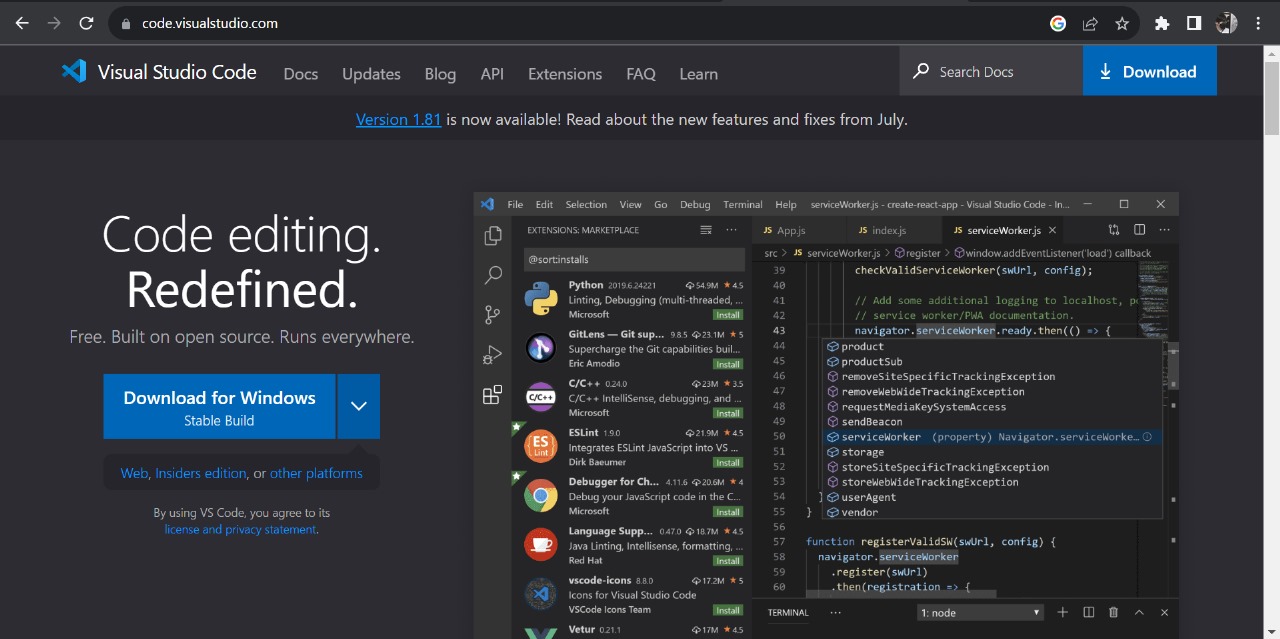 code.visualstudio.com
Visual Studio Code Docs Updates Blog API Extensions FAQ Learn Search Docs Download
Version 1.81 is now available! Read about the new features and fixes from July.
Code editing.
Redefined.
Free. Built on open source. Runs everywhere.
Download for Windows
Stable Build
Web, Insiders edition, or other platforms
By using VS Code, you agree to its
license and privacy statement.
File Edit Selection View Go Debug Terminal Help serviceWorker.js - create-react-app - Visual Studio Code - In...
EXTENSIONS: MARKETPLACE
@sort:installs
Python 2019.6.24221 54.9M 4.5
Linting, Debugging (multi-threaded, ...
Microsoft Install
GitLens — Git sup... 9.8.5 23.1M 5
Supercharge the Git capabilities buil...
Eric Amodio Install
C/C++ 0.24.0 23M 3.5
C/C++ IntelliSense, debugging, and ...
Microsoft Install
C/C++
ESLint 1.9.0 21.9M 4.5
Integrates ESLint JavaScript into VS ...
Dirk Baeumer Install
ES
Lint
Debugger for Ch... 4.11.6 20.6M 4
Debug your JavaScript code in the C...
Microsoft Install
Language Supp... 0.47.0 18.7M 4.5
Java Linting, Intellisense, formatting, ...
Red Hat Install
vscode-icons 8.8.0 17.2M 5
Icons for Visual Studio Code
VSCode Icons Team Install
Vetur 0.21.1 17M 4.5
JS App.js JS index.js JS serviceWorker.js
src > JS serviceWorker.js > register > window.addEventListener('load') callback
39 checkValidServiceWorker(swUrl, config);
40
41 // Add some additional logging to localhost, p
42 // service worker/PWA documentation.
43 navigator.serviceWorker.ready.then(() => {
44 product
45 productSub
46 removeSiteSpecificTrackingException
47 removeWebWideTrackingException
48 requestMediaKeySystemAccess
49 sendBeacon
50 serviceWorker (property) Navigator.serviceWorke...
51 storage
52 storeSiteSpecificTrackingException
53 storeWebWideTrackingException
54 } userAgent
55 } vendor
56
57 function registerValidSW(swUrl, config) {
58 navigator.serviceWorker
59 .register(swUrl)
60 .then(registration => {
TERMINAL ... 1: node